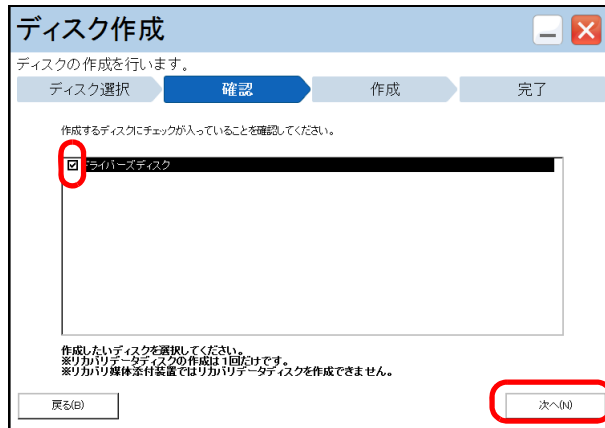 ディスク作成
ディスクの作成を行います。
ディスク選択 確認 作成 完了
作成するディスクにチェックが入っていることを確認してください。
ドライバーズディスク
作成したいディスクを選択してください。
※リカバリデータディスクの作成は1回だけです。
※リカバリ媒体添付装置ではリカバリデータディスクを作成できません。
戻る(B) 次へ(N)